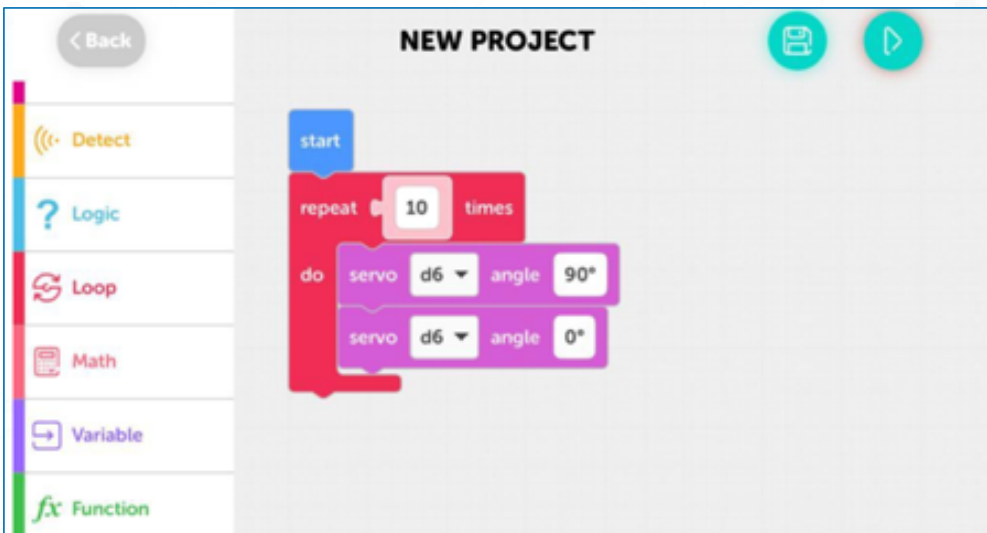 Back
NEW PROJECT
Detect
Logic
Loop
Math
Variable
fx Function
start
repeat 10 times
do servo d6 angle 90°
servo d6 angle 0°